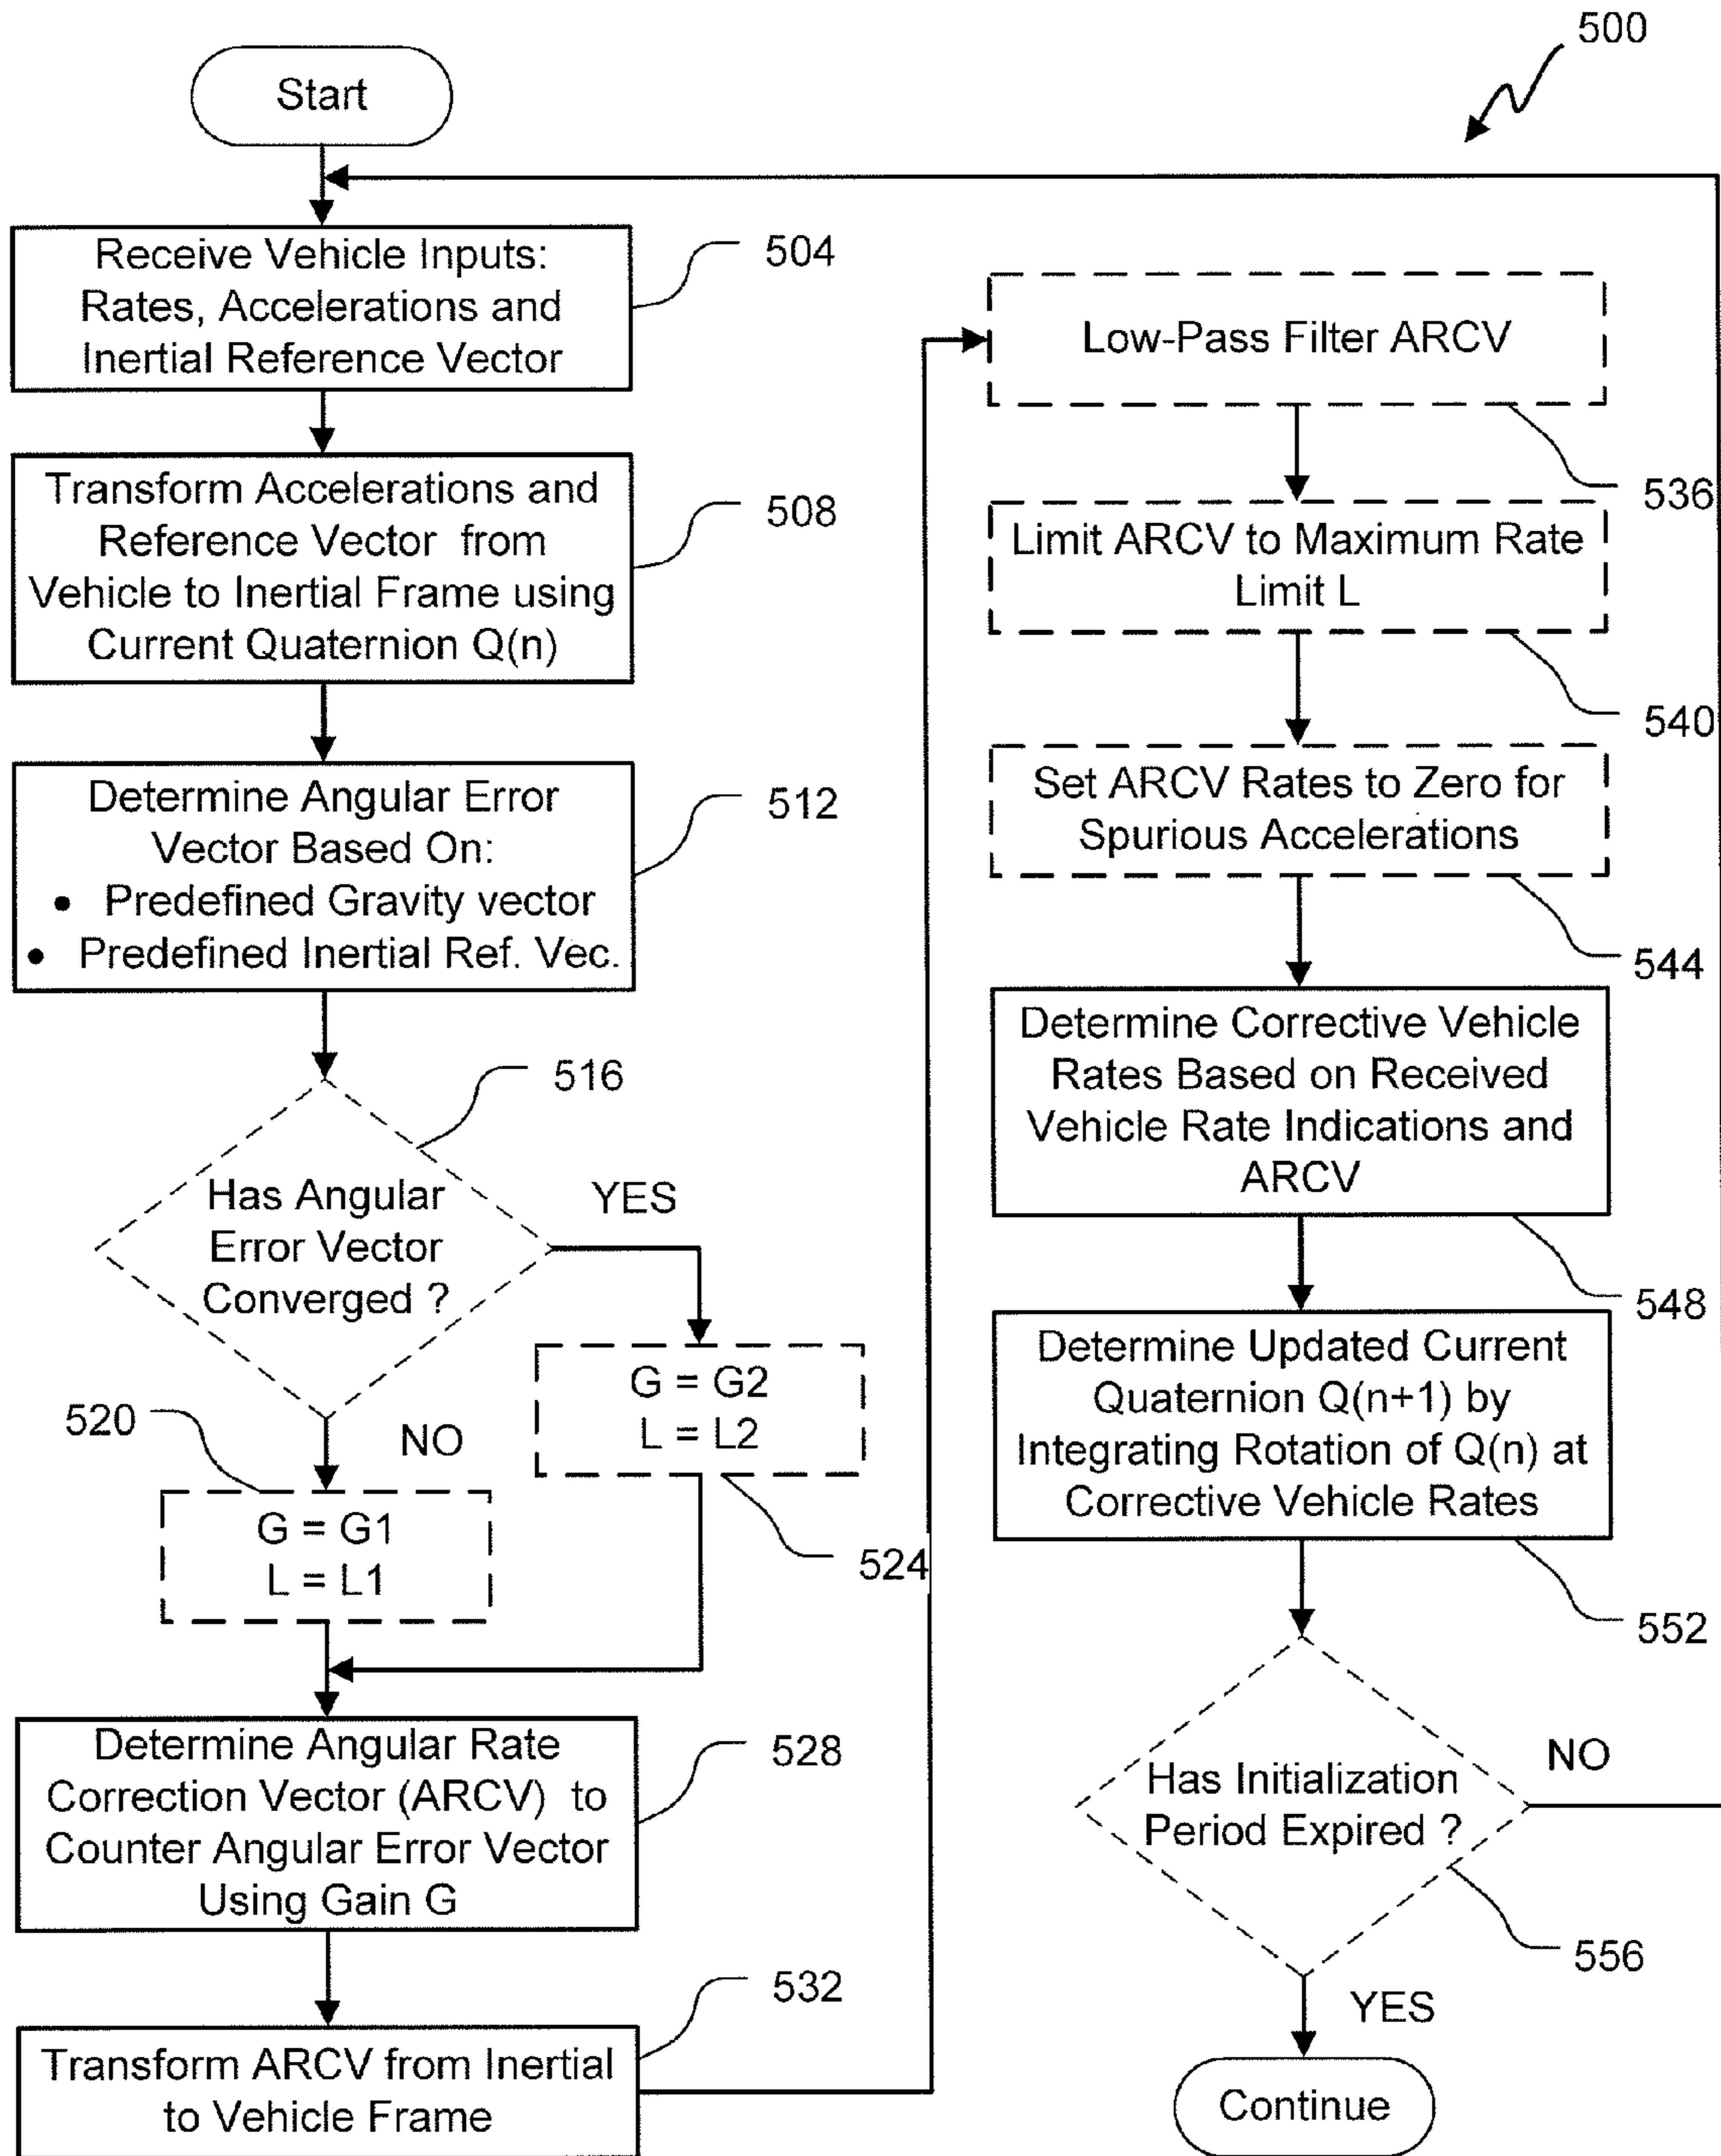 500
Start
Receive Vehicle Inputs:
Rates, Accelerations and
Inertial Reference Vector
504
Transform Accelerations and
Reference Vector from
Vehicle to Inertial Frame using
Current Quaternion Q(n)
508
Determine Angular Error
Vector Based On:
• Predefined Gravity vector
• Predefined Inertial Ref. Vec.
512
516
Has Angular
Error Vector
Converged ?
YES
G = G2
L = L2
524
520
NO
G = G1
L = L1
Determine Angular Rate
Correction Vector (ARCV) to
Counter Angular Error Vector
Using Gain G
528
532
Transform ARCV from Inertial
to Vehicle Frame
Low-Pass Filter ARCV
536
Limit ARCV to Maximum Rate
Limit L
540
Set ARCV Rates to Zero for
Spurious Accelerations
544
Determine Corrective Vehicle
Rates Based on Received
Vehicle Rate Indications and
ARCV
548
Determine Updated Current
Quaternion Q(n+1) by
Integrating Rotation of Q(n) at
Corrective Vehicle Rates
552
Has Initialization
Period Expired ?
NO
556
YES
Continue